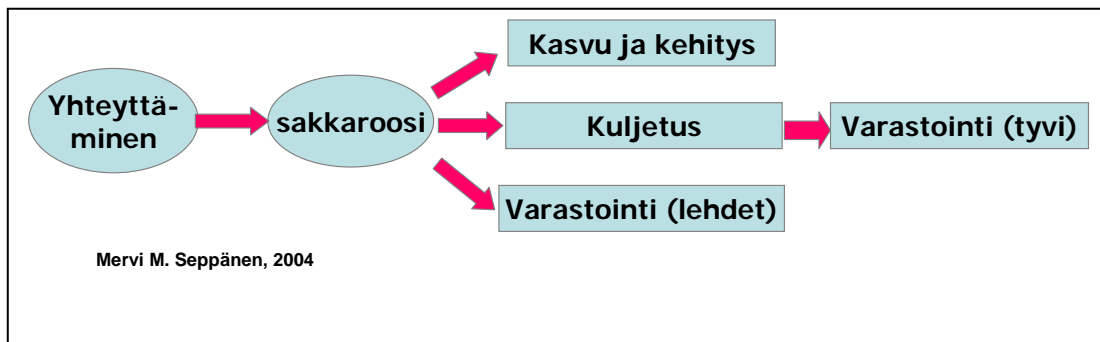 Yhteyttä-
minen
sakkaroosi
Kasvu ja kehitys
Kuljetus
Varastointi (tyvi)
Varastointi (lehdet)
Mervi M. Seppänen, 2004